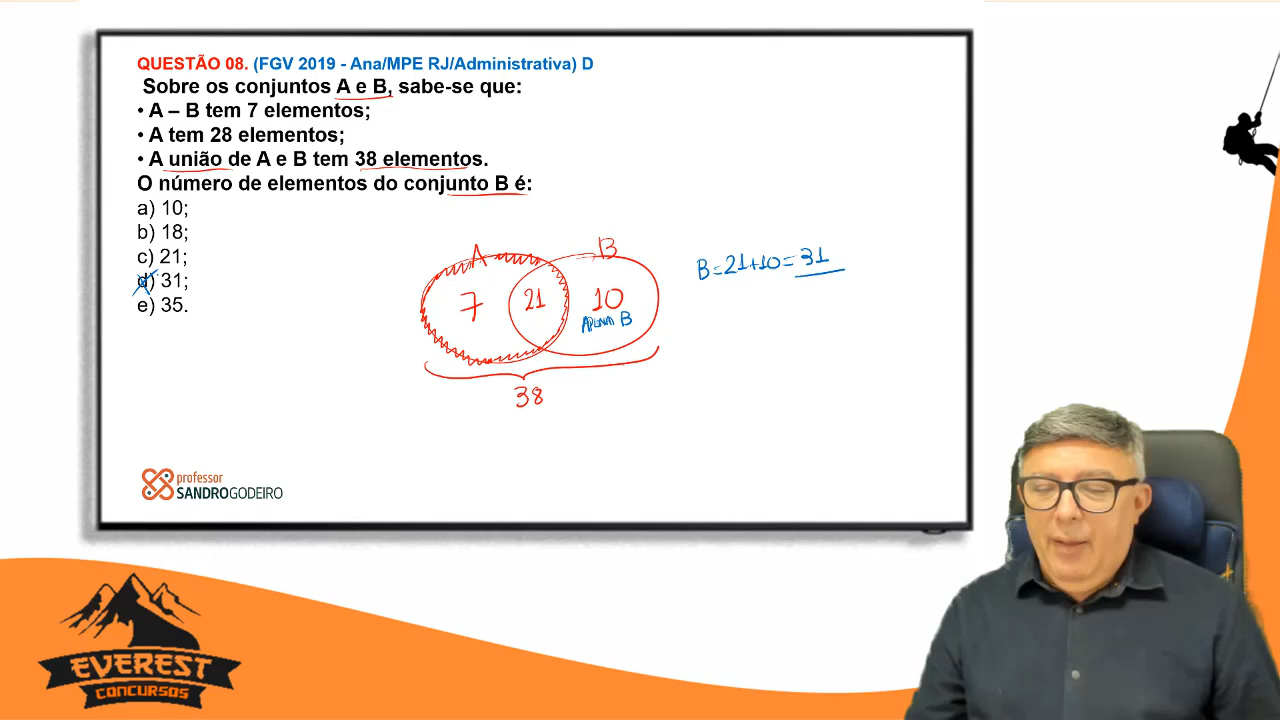 QUESTÃO 08. (FGV 2019 - Ana/MPE RJ/Administrativa) D
Sobre os conjuntos A e B, sabe-se que:
• A – B tem 7 elementos;
• A tem 28 elementos;
• A união de A e B tem 38 elementos.
O número de elementos do conjunto B é:
a) 10;
b) 18;
c) 21;
d) 31;
e) 35.
A B
7 21 10
APENAS B
38
B=21+10=31
professor
SANDROGODEIRO
EVEREST
CONCURSOS